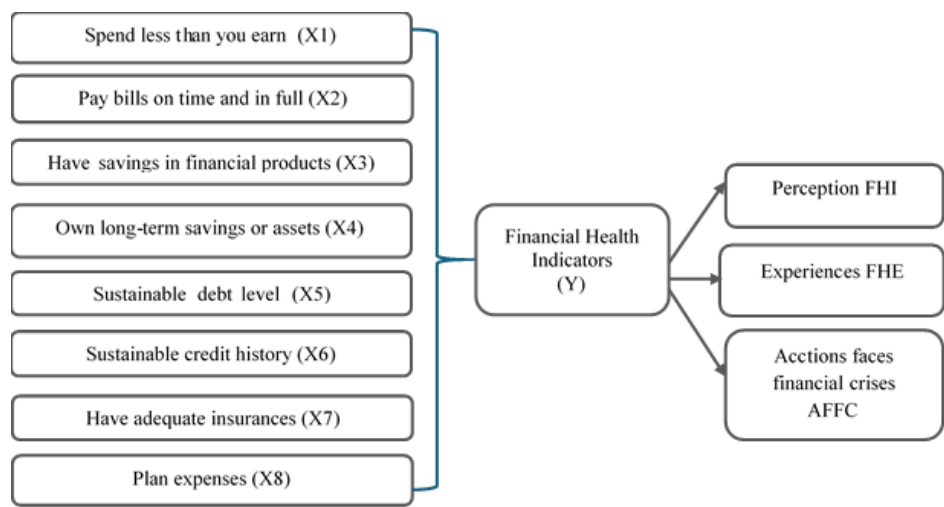 Spend less than you earn (X1)
Pay bills on time and in full (X2)
Have savings in financial products (X3)
Own long-term savings or assets (X4)
Sustainable debt level (X5)
Sustainable credit history (X6)
Have adequate insurances (X7)
Plan expenses (X8)
Financial Health
Indicators
(Y)
Perception FHI
Experiences FHE
Acctions faces
financial crises
AFFC